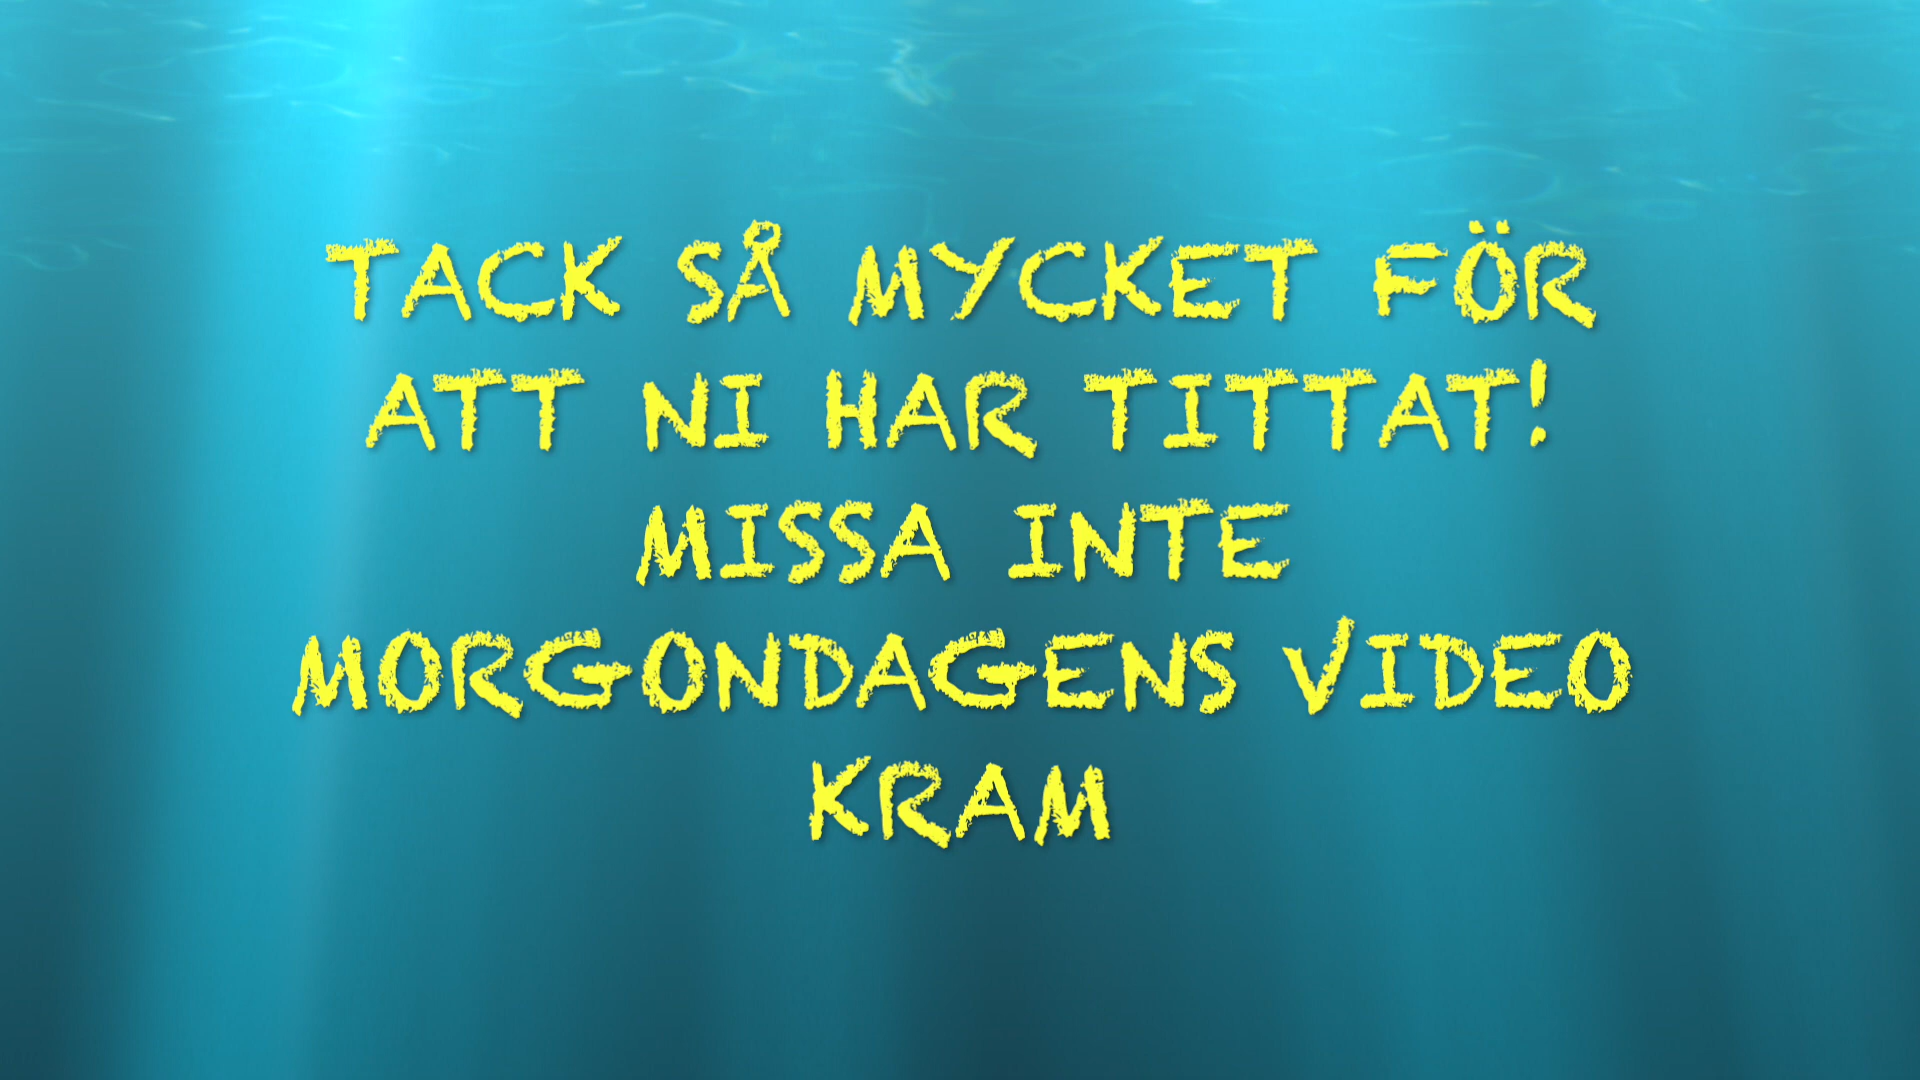 TACK SÅ MYCKET FÖR
ATT NI HAR TITTAT!
MISSA INTE
MORGONDAGENS VIDEO
KRAM